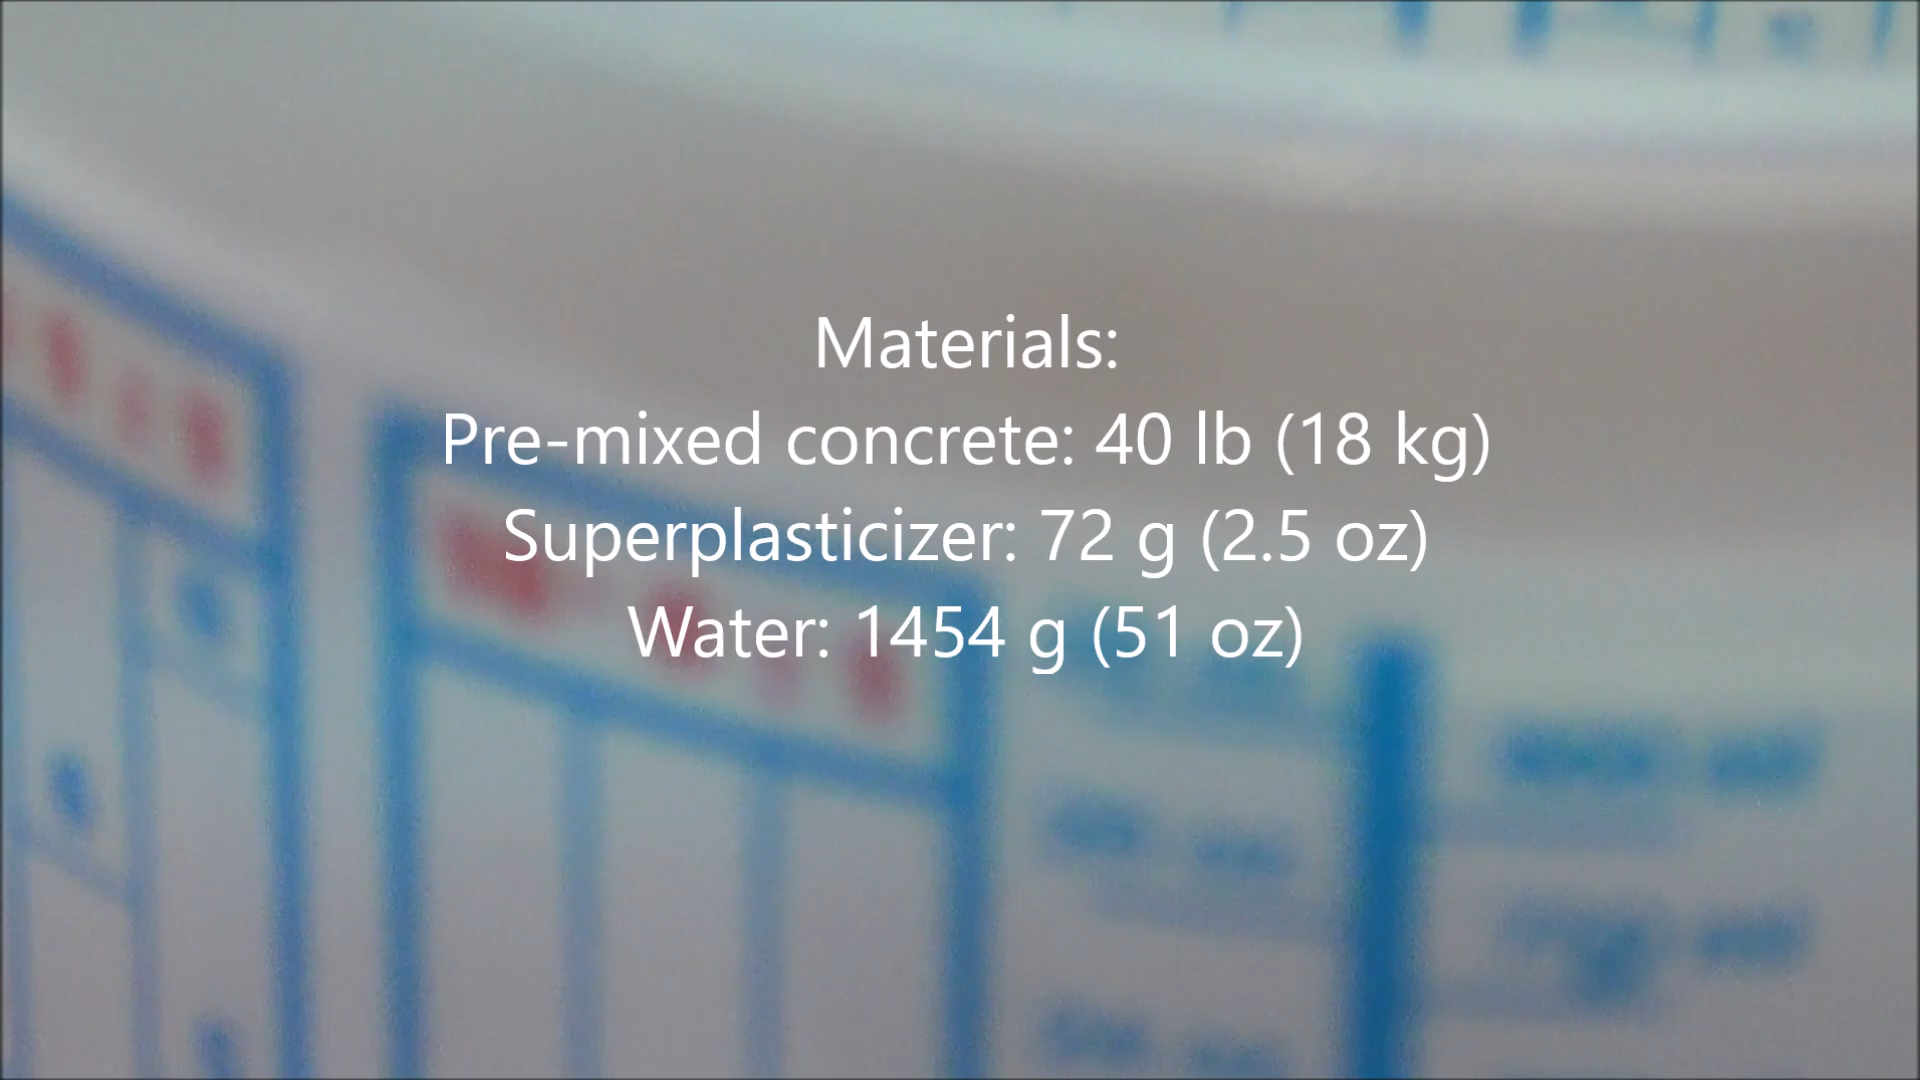 Materials:
Pre-mixed concrete: 40 lb (18 kg)
Superplasticizer: 72 g (2.5 oz)
Water: 1454 g (51 oz)